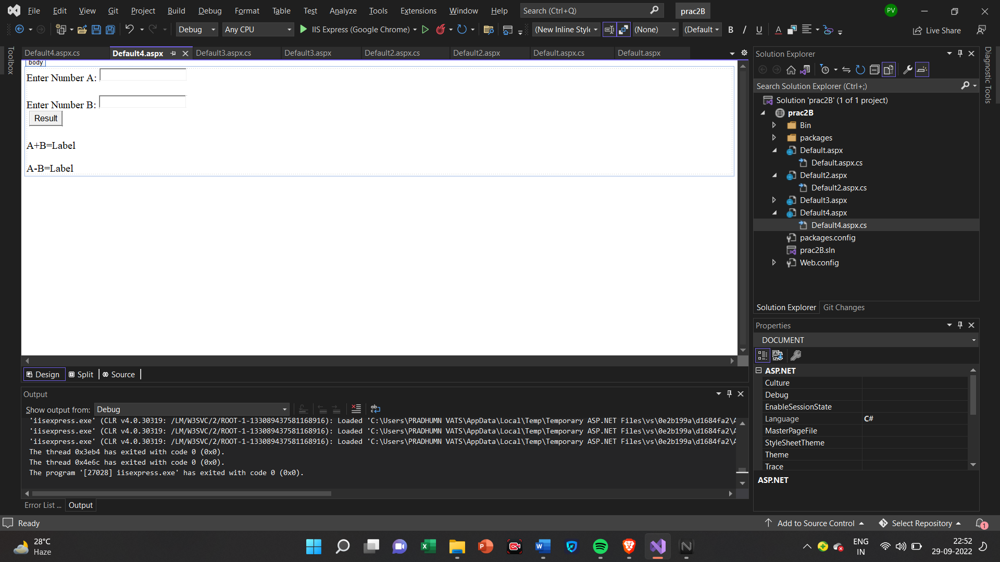 File Edit View Git Project Build Debug Format Table Test Analyze Tools Extensions Window Help Search (Ctrl+Q) prac2B PV
Debug Any CPU IIS Express (Google Chrome) (New Inline Style (None) (Default B I U A Live Share
Toolbox
Default4.aspx.cs Default4.aspx Default3.aspx.cs Default3.aspx Default2.aspx.cs Default2.aspx Default.aspx.cs Default.aspx
body
Enter Number A:
Enter Number B:
Result
A+B=Label
A-B=Label
Design Split Source
Output
Show output from: Debug
'iisexpress.exe' (CLR v4.0.30319: /LM/W3SVC/2/ROOT-1-133089437581168916): Loaded 'C:\Users\PRADHUMN VATS\AppData\Local\Temp\Temporary ASP.NET Files\vs\0e2b199a\d1684fa2\A
'iisexpress.exe' (CLR v4.0.30319: /LM/W3SVC/2/ROOT-1-133089437581168916): Loaded 'C:\Users\PRADHUMN VATS\AppData\Local\Temp\Temporary ASP.NET Files\vs\0e2b199a\d1684fa2\A
'iisexpress.exe' (CLR v4.0.30319: /LM/W3SVC/2/ROOT-1-133089437581168916): Loaded 'C:\Users\PRADHUMN VATS\AppData\Local\Temp\Temporary ASP.NET Files\vs\0e2b199a\d1684fa2\A
The thread 0x3eb4 has exited with code 0 (0x0).
The thread 0x4e6c has exited with code 0 (0x0).
The program '[27028] iisexpress.exe' has exited with code 0 (0x0).
Error List ... Output
Solution Explorer
Search Solution Explorer (Ctrl+;)
Solution 'prac2B' (1 of 1 project)
prac2B
Bin
packages
Default.aspx
Default.aspx.cs
Default2.aspx
Default2.aspx.cs
Default3.aspx
Default4.aspx
Default4.aspx.cs
packages.config
prac2B.sln
Web.config
Solution Explorer Git Changes
Properties
DOCUMENT
ASP.NET
Culture
Debug
EnableSessionState
Language C#
MasterPageFile
StyleSheetTheme
Theme
Trace
ASP.NET
Diagnostic Tools
Ready Add to Source Control Select Repository 1
28°C
Haze
ENG
IN
22:52
29-09-2022